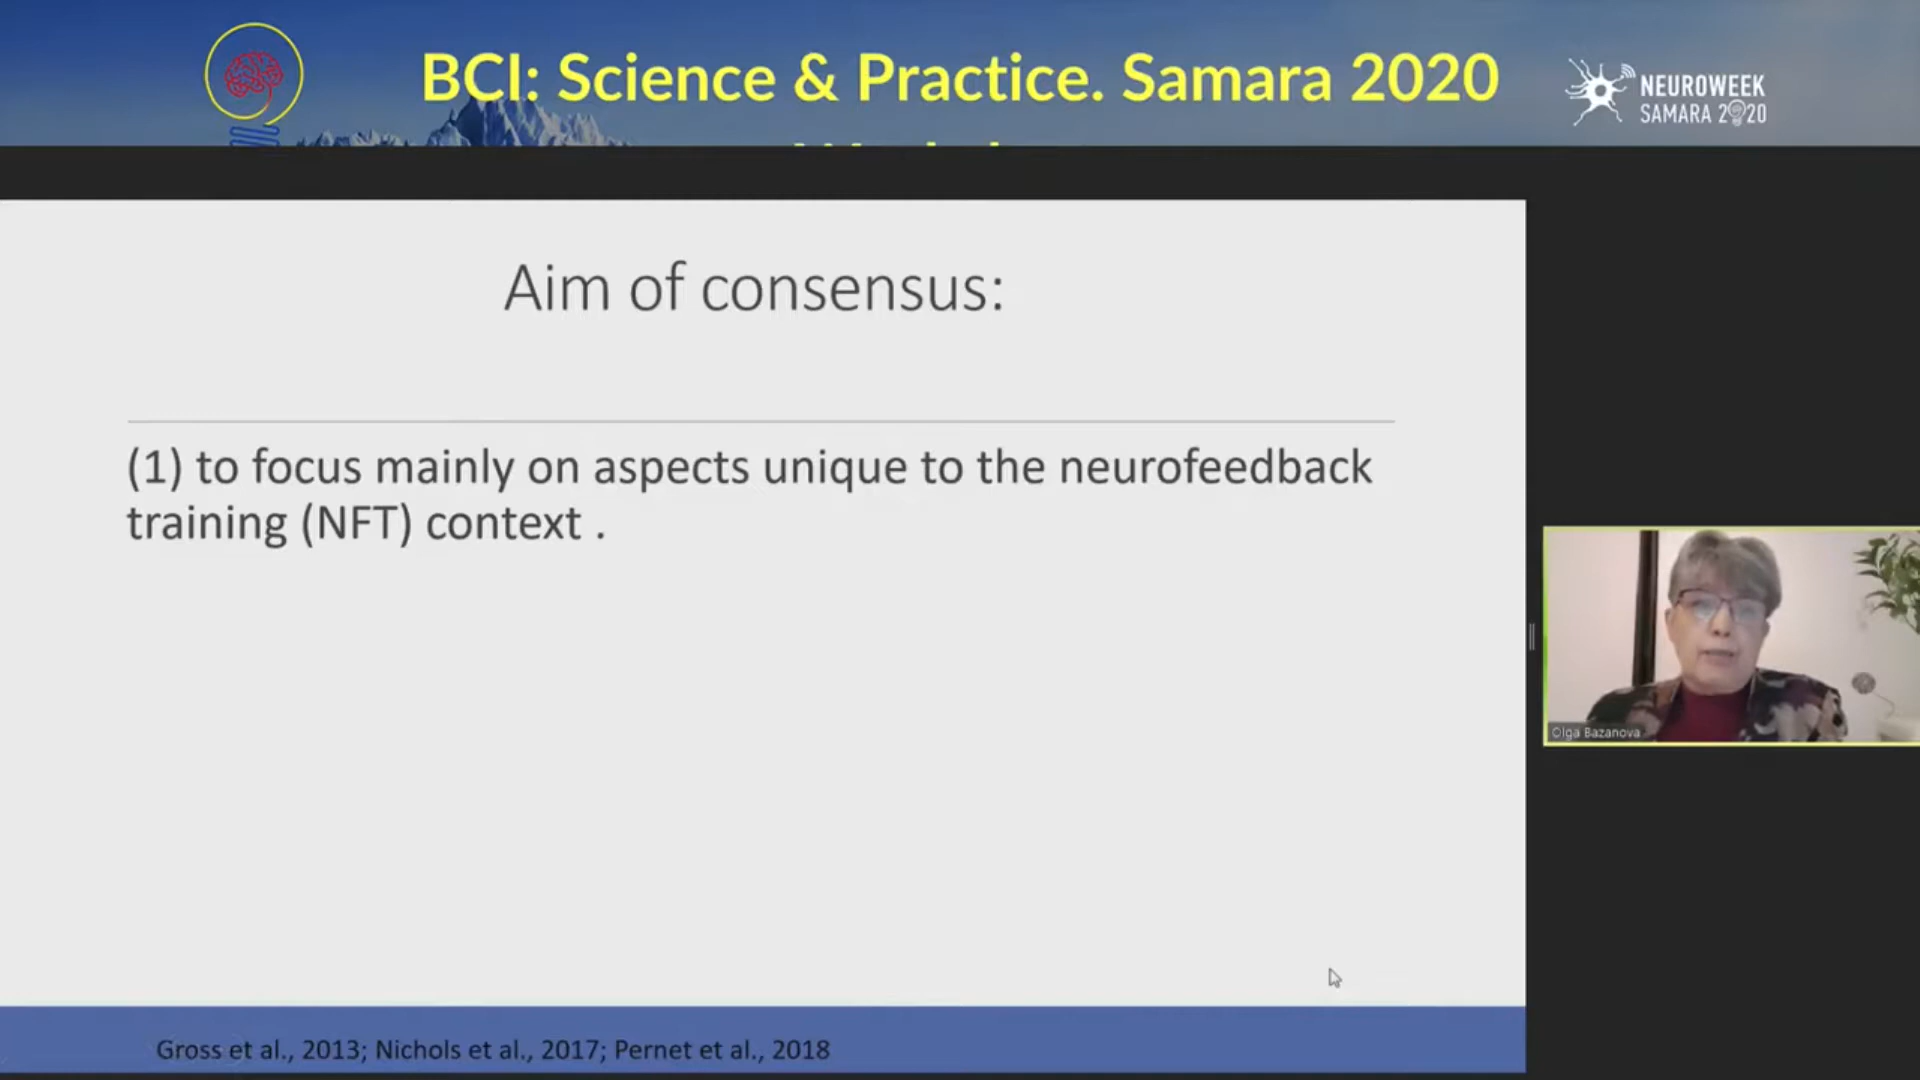 BCI: Science & Practice. Samara 2020
NEUROWEEK
SAMARA 2020
Aim of consensus:
(1) to focus mainly on aspects unique to the neurofeedback
training (NFT) context .
Olga Bazanova
Gross et al., 2013; Nichols et al., 2017; Pernet et al., 2018